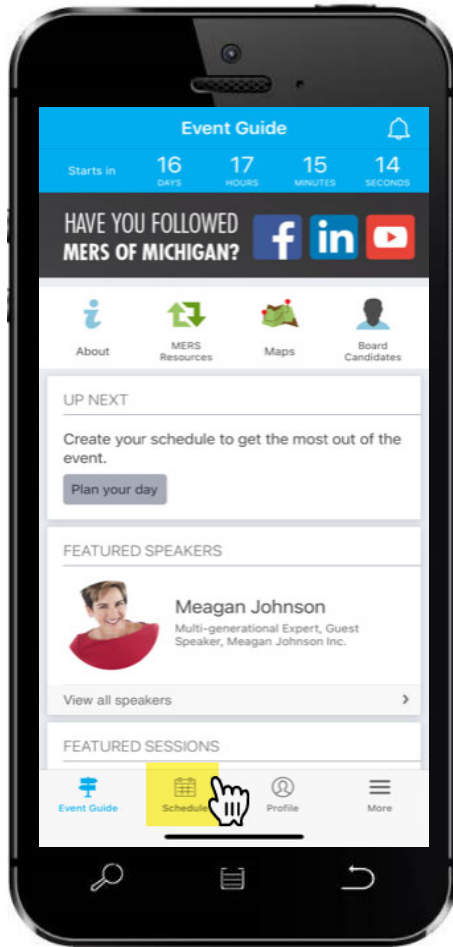 Event Guide
Starts in
16 17 15 14
DAYS HOURS MINUTES SECONDS
HAVE YOU FOLLOWED
MERS OF MICHIGAN?
f in
About
MERS
Resources
Maps
Board
Candidates
UP NEXT
Create your schedule to get the most out of the
event.
Plan your day
FEATURED SPEAKERS
Meagan Johnson
Multi-generational Expert, Guest
Speaker, Meagan Johnson Inc.
View all speakers
FEATURED SESSIONS
Event Guide
Schedule
Profile
More